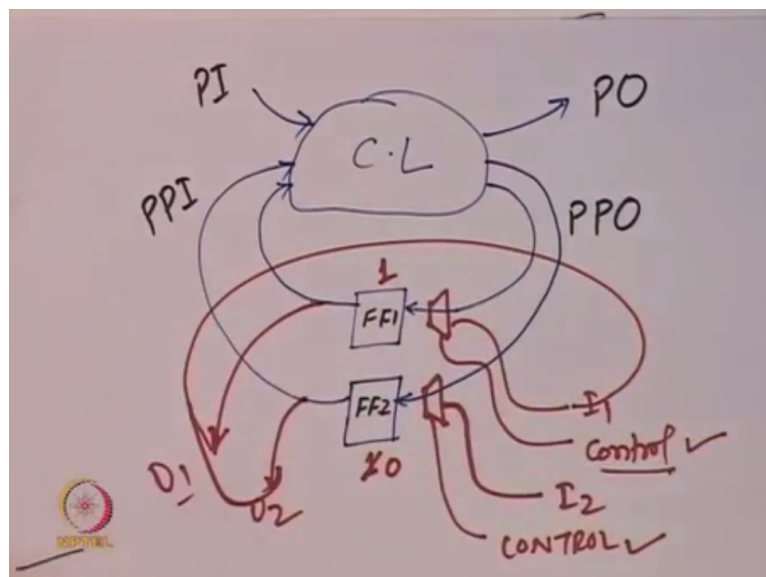 PI
PO
C.L
PPI
PPO
1
FF1
I1
Control ✓
FF2
O1
O2
0
I2
CONTROL ✓
NPTEL